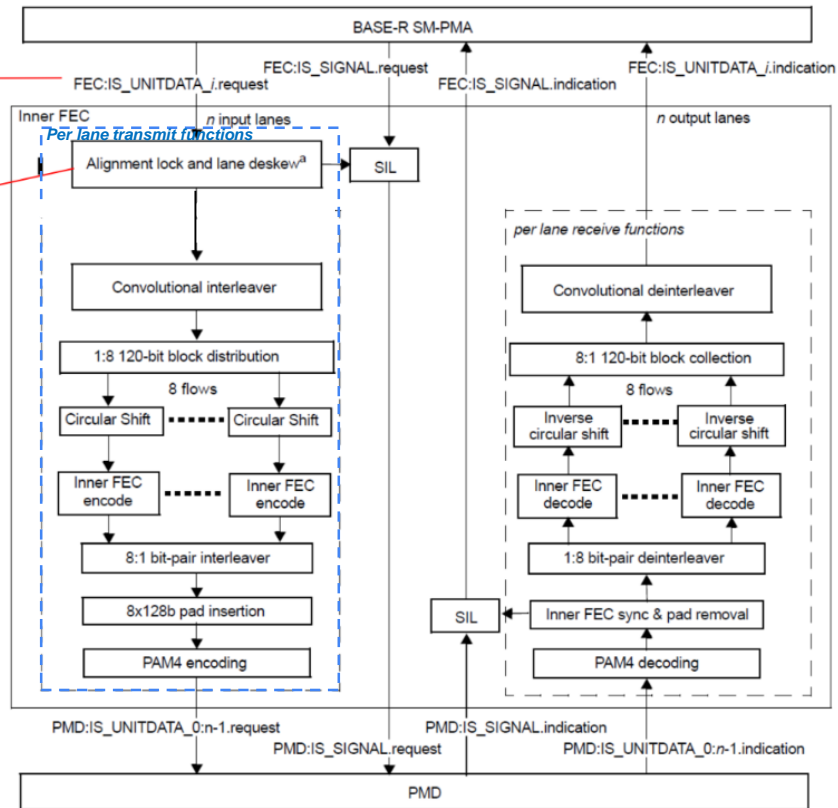 BASE-R SM-PMA
FEC:IS_UNITDATA_i.request
FEC:IS_SIGNAL.request
FEC:IS_SIGNAL.indication
FEC:IS_UNITDATA_i.indication
Inner FEC
n input lanes
n output lanes
Per lane transmit functions
Alignment lock and lane deskewᵃ
SIL
Convolutional interleaver
1:8 120-bit block distribution
8 flows
Circular Shift
Circular Shift
Inner FEC
encode
Inner FEC
encode
8:1 bit-pair interleaver
8x128b pad insertion
PAM4 encoding
per lane receive functions
Convolutional deinterleaver
8:1 120-bit block collection
8 flows
Inverse
circular shift
Inverse
circular shift
Inner FEC
decode
Inner FEC
decode
1:8 bit-pair deinterleaver
SIL
Inner FEC sync & pad removal
PAM4 decoding
PMD:IS_UNITDATA_0:n-1.request
PMD:IS_SIGNAL.request
PMD:IS_SIGNAL.indication
PMD:IS_UNITDATA_0:n-1.indication
PMD